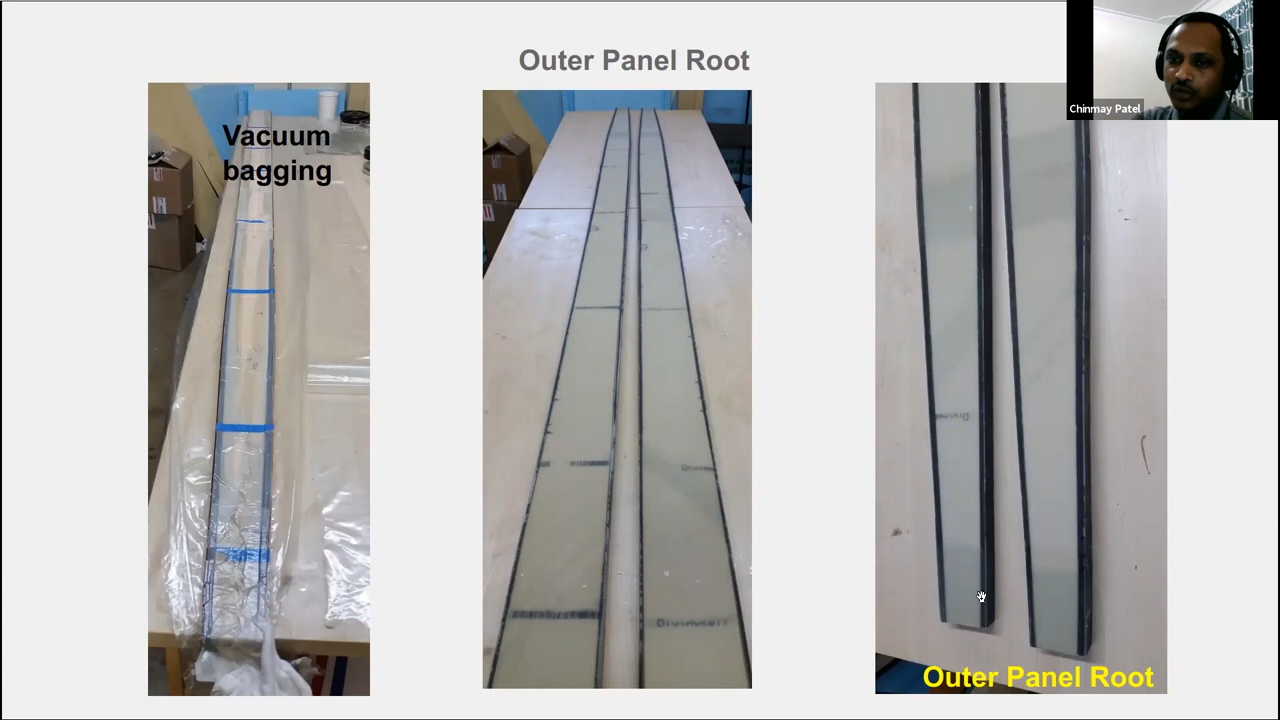 Outer Panel Root
Chinmay Patel
Vacuum
bagging
Outer Panel Root